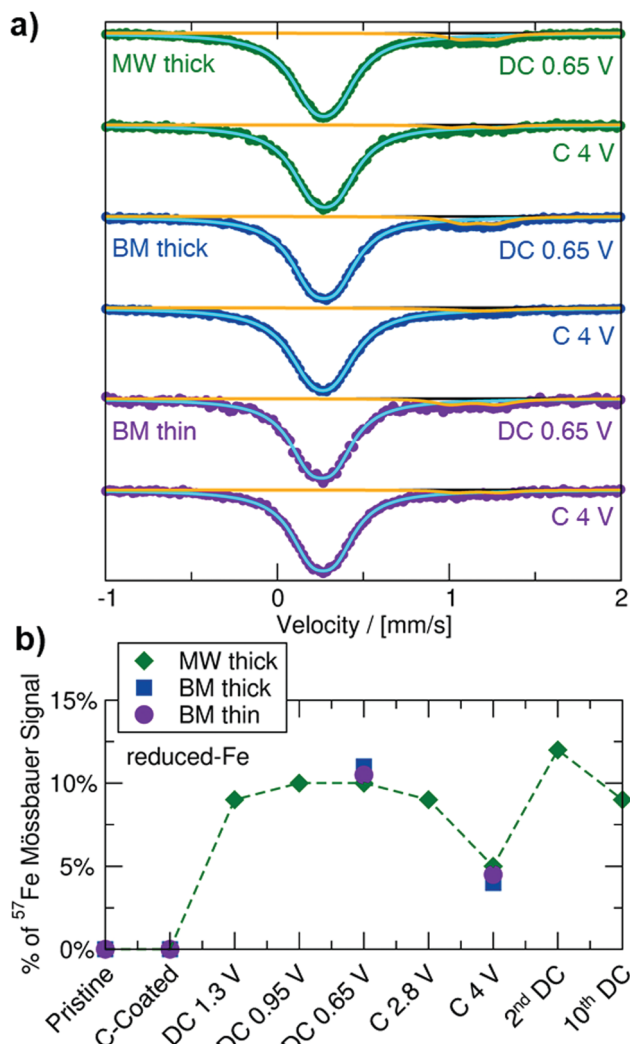 a)
MW thick
DC 0.65 V
C 4 V
BM thick
DC 0.65 V
C 4 V
BM thin
DC 0.65 V
C 4 V
-1
0
1
2
Velocity / [mm/s]
b)
MW thick
BM thick
BM thin
15%
10%
5%
0%
% of ⁵⁷Fe Mössbauer Signal
reduced-Fe
Pristine
C-Coated
DC 1.3 V
DC 0.95 V
DC 0.65 V
C 2.8 V
C 4 V
2ⁿᵈ DC
10ᵗʰ DC